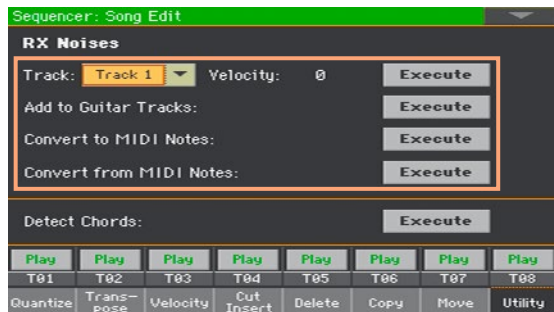 Sequencer: Song Edit
RX Noises
Track: Track 1 Velocity: 0 Execute
Add to Guitar Tracks: Execute
Convert to MIDI Notes: Execute
Convert from MIDI Notes: Execute
Detect Chords: Execute
Play Play Play Play Play Play Play Play
T01 T02 T03 T04 T05 T06 T07 T08
Quantize Trans-pose Velocity Cut Insert Delete Copy Move Utility